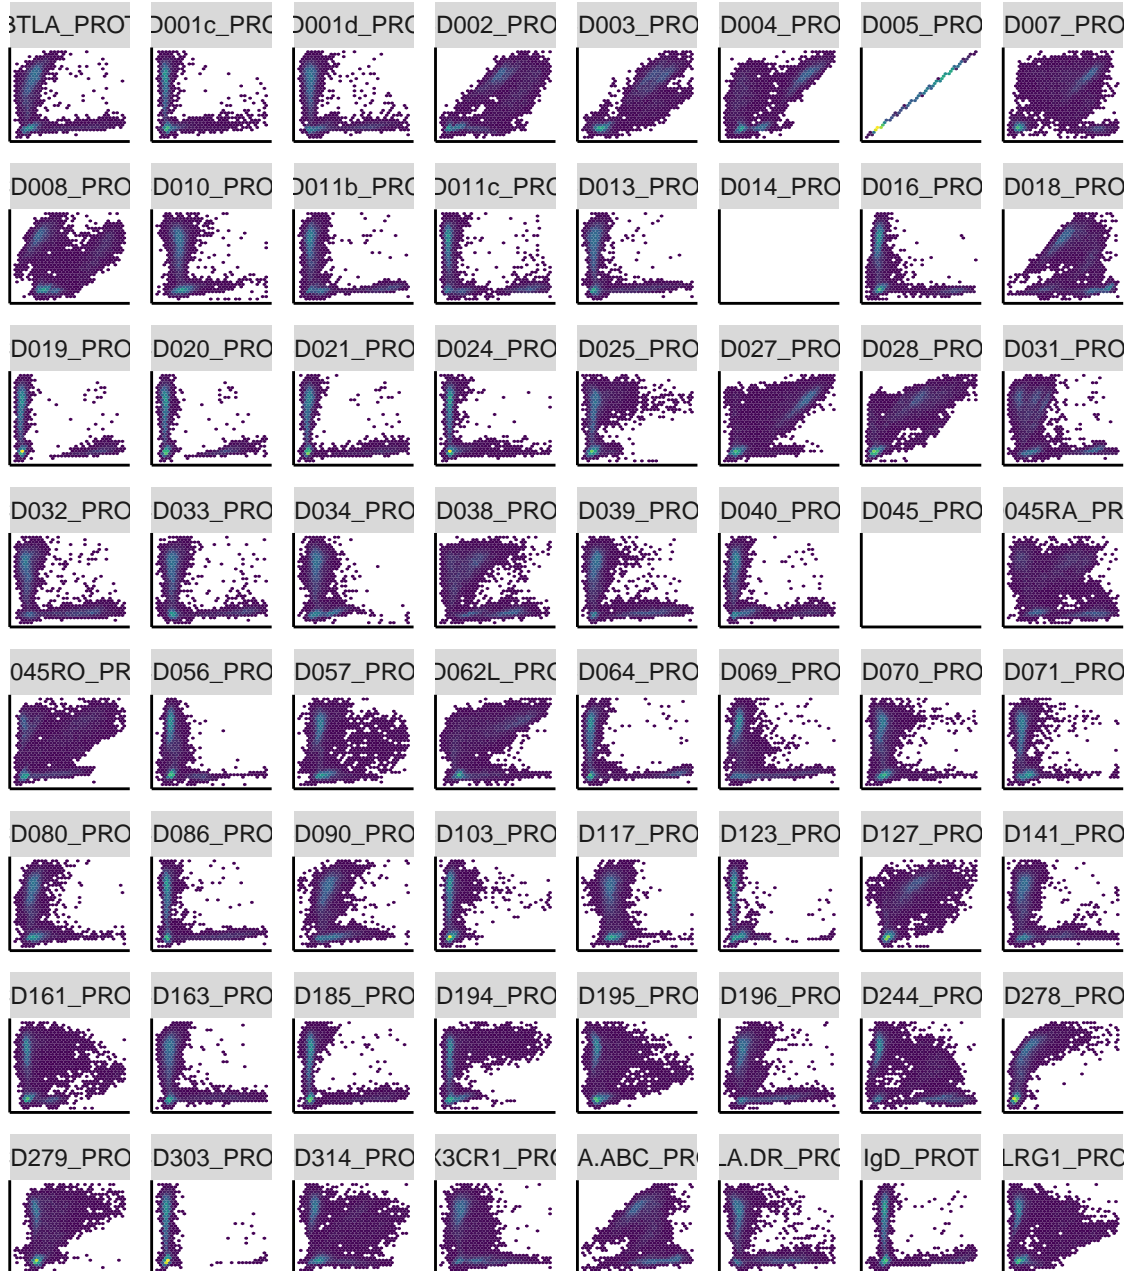 BTLA_PROT D001c_PRO D001d_PRO D002_PRO D003_PRO D004_PRO D005_PRO D007_PRO
D008_PRO D010_PRO D011b_PRO D011c_PRO D013_PRO D014_PRO D016_PRO D018_PRO
D019_PRO D020_PRO D021_PRO D024_PRO D025_PRO D027_PRO D028_PRO D031_PRO
D032_PRO D033_PRO D034_PRO D038_PRO D039_PRO D040_PRO D045_PRO 045RA_PR
045RO_PR D056_PRO D057_PRO D062L_PRO D064_PRO D069_PRO D070_PRO D071_PRO
D080_PRO D086_PRO D090_PRO D103_PRO D117_PRO D123_PRO D127_PRO D141_PRO
D161_PRO D163_PRO D185_PRO D194_PRO D195_PRO D196_PRO D244_PRO D278_PRO
D279_PRO D303_PRO D314_PRO X3CR1_PRO A.ABC_PRO LA.DR_PRO IgD_PROT LRG1_PRO